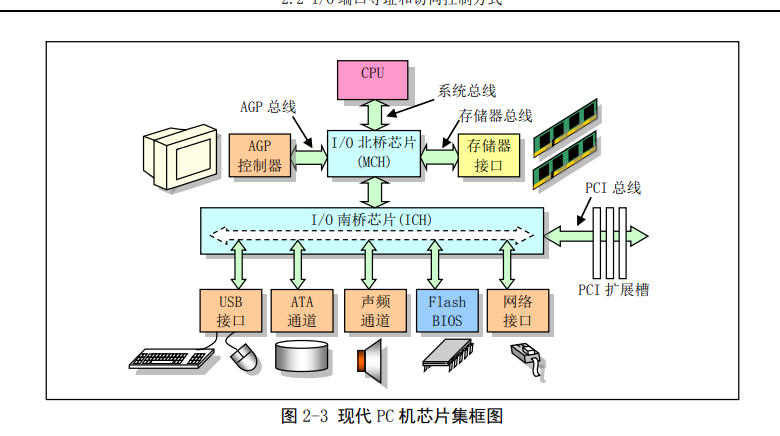 2.2 I/O 端口寻址和访问控制方式
CPU
系统总线
AGP 总线
存储器总线
AGP
控制器
I/O 北桥芯片
(MCH)
存储器
接口
PCI 总线
I/O 南桥芯片(ICH)
PCI 扩展槽
USB
接口
ATA
通道
声频
通道
Flash
BIOS
网络
接口
图 2-3 现代 PC 机芯片集框图